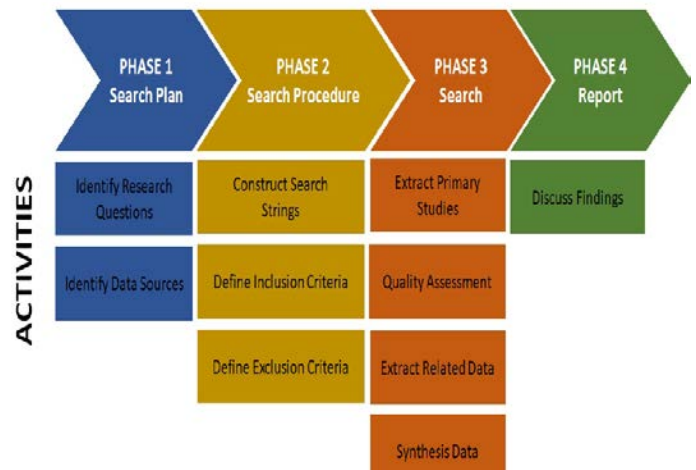 PHASE 1
Search Plan
PHASE 2
Search Procedure
PHASE 3
Search
PHASE 4
Report
ACTIVITIES
Identify Research
Questions
Identify Data Sources
Construct Search
Strings
Define Inclusion Criteria
Define Exclusion Criteria
Extract Primary
Studies
Quality Assessment
Extract Related Data
Synthesis Data
Discuss Findings